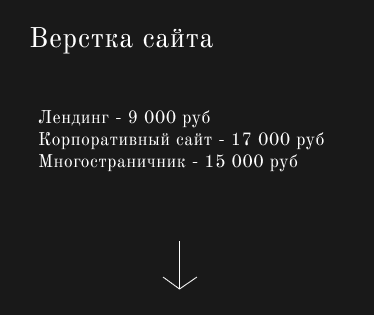 Верстка сайта
Лендинг - 9 000 руб
Корпоративный сайт - 17 000 руб
Многостраничник - 15 000 руб